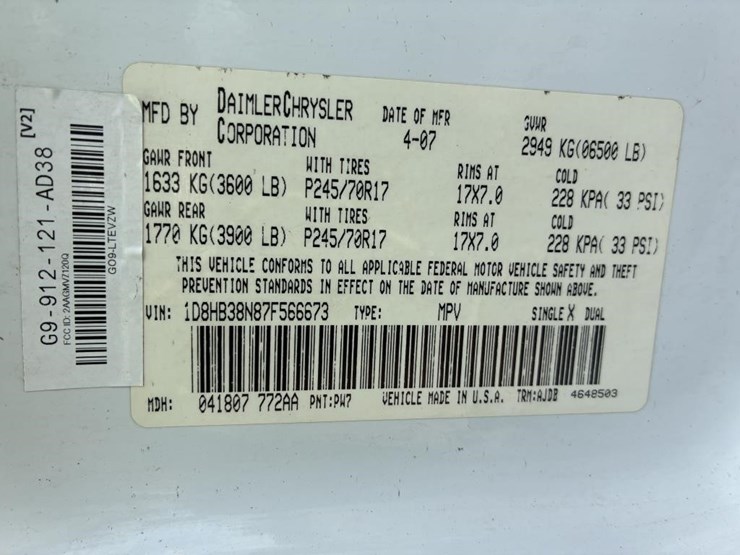 [V2]
G9-912-121-AD38
FCC ID: 2AAGMVZ120IQ
GO9-LTEVZW
MFD BY DAIMLERCHRYSLER CORPORATION
DATE OF MFR
4-07
GVWR
2949 KG(06500 LB)
GAWR FRONT WITH TIRES RIMS AT COLD
1633 KG(3600 LB) P245/70R17 17X7.0 228 KPA( 33 PSI)
GAWR REAR WITH TIRES RIMS AT COLD
1770 KG(3900 LB) P245/70R17 17X7.0 228 KPA( 33 PSI)
THIS VEHICLE CONFORMS TO ALL APPLICABLE FEDERAL MOTOR VEHICLE SAFETY AND THEFT
PREVENTION STANDARDS IN EFFECT ON THE DATE OF MANUFACTURE SHOWN ABOVE.
VIN: 1D8HB38N87F566673 TYPE: MPV SINGLE X DUAL
MDH: 041807 772AA PNT:PW7 VEHICLE MADE IN U.S.A. TRM:AJDB 4648503